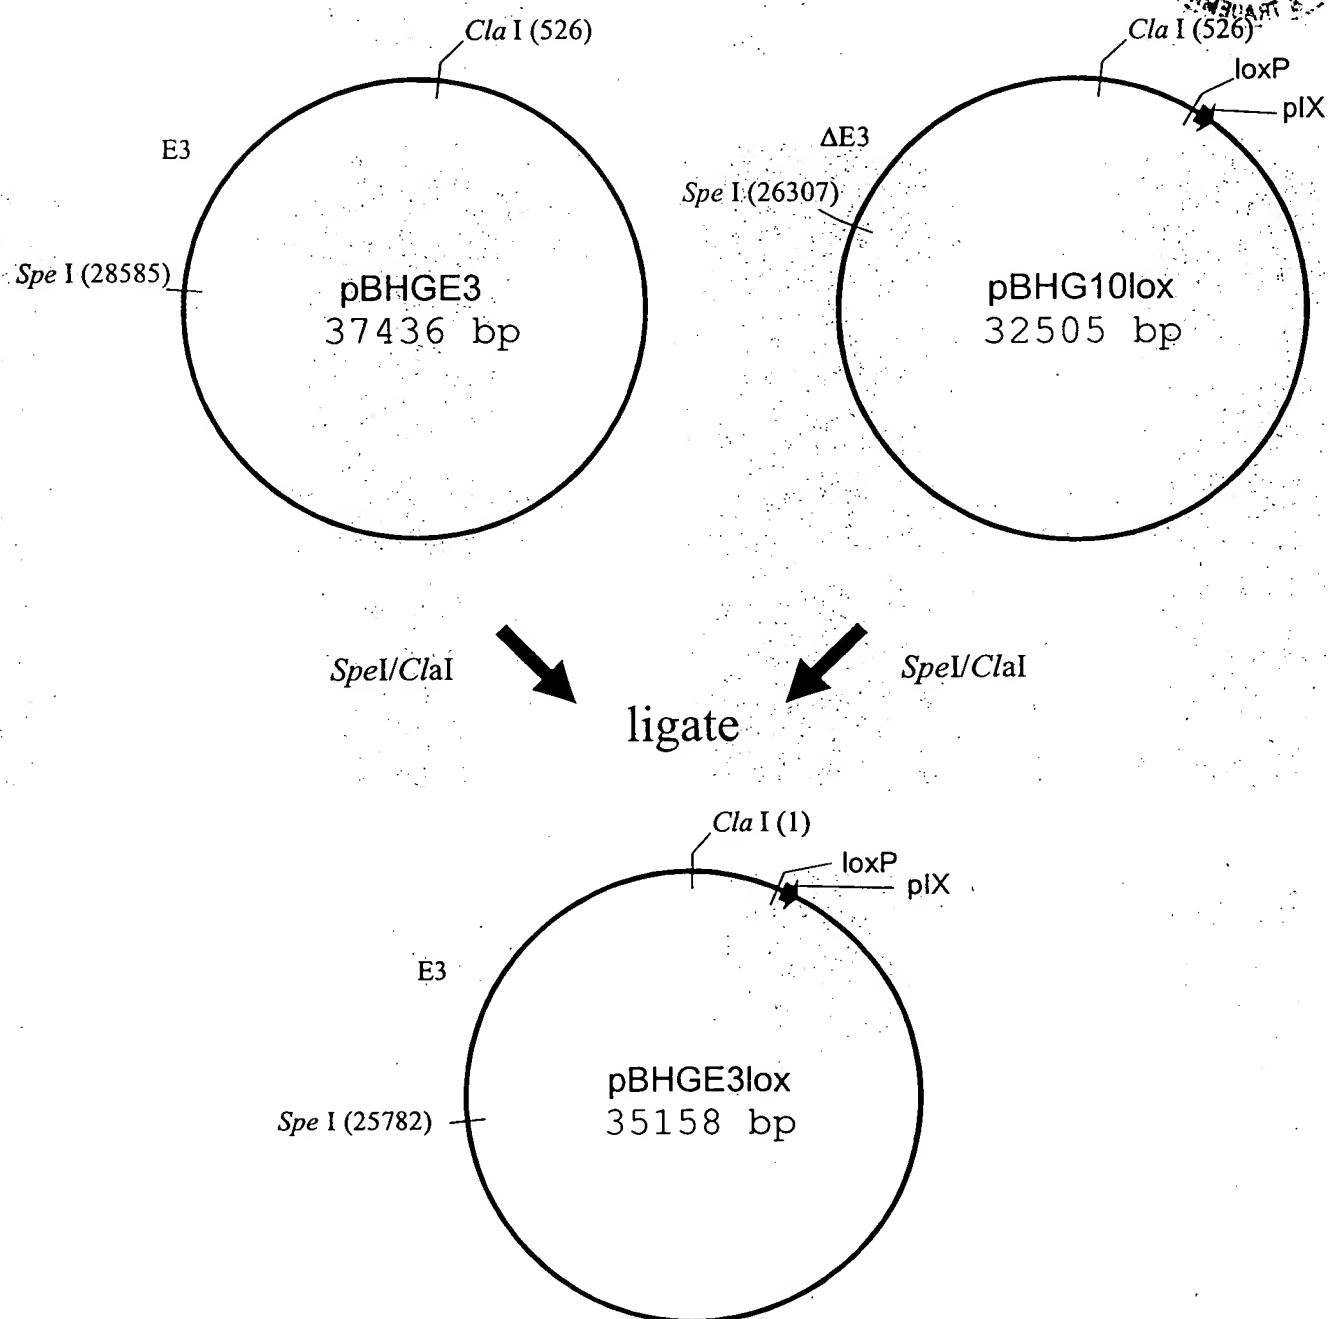 Cla I (526)
E3
Spe I (28585)
pBHGE3
37436 bp
Cla I (526)
loxP
pIX
ΔE3
Spe I (26307)
pBHG10lox
32505 bp
SpeI/ClaI
SpeI/ClaI
ligate
Cla I (1)
loxP
pIX
E3
pBHGE3lox
35158 bp
Spe I (25782)